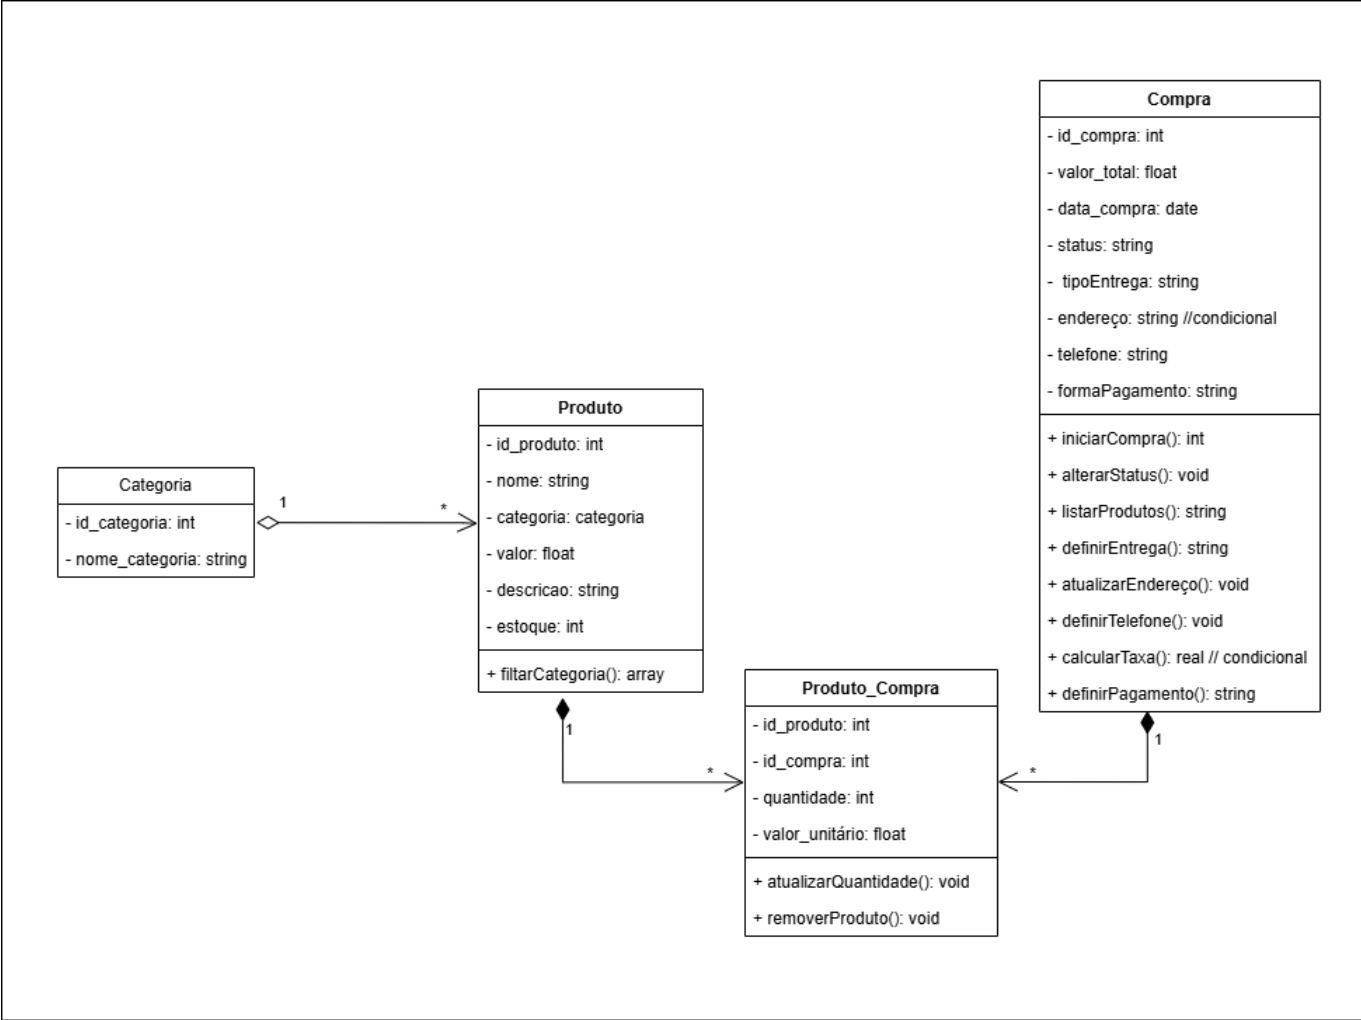 Categoria
- id_categoria: int
- nome_categoria: string
1
*
Produto
- id_produto: int
- nome: string
- categoria: categoria
- valor: float
- descricao: string
- estoque: int
+ filtarCategoria(): array
1
*
Produto_Compra
- id_produto: int
- id_compra: int
- quantidade: int
- valor_unitário: float
+ atualizarQuantidade(): void
+ removerProduto(): void
*
1
Compra
- id_compra: int
- valor_total: float
- data_compra: date
- status: string
- tipoEntrega: string
- endereço: string //condicional
- telefone: string
- formaPagamento: string
+ iniciarCompra(): int
+ alterarStatus(): void
+ listarProdutos(): string
+ definirEntrega(): string
+ atualizarEndereço(): void
+ definirTelefone(): void
+ calcularTaxa(): real // condicional
+ definirPagamento(): string